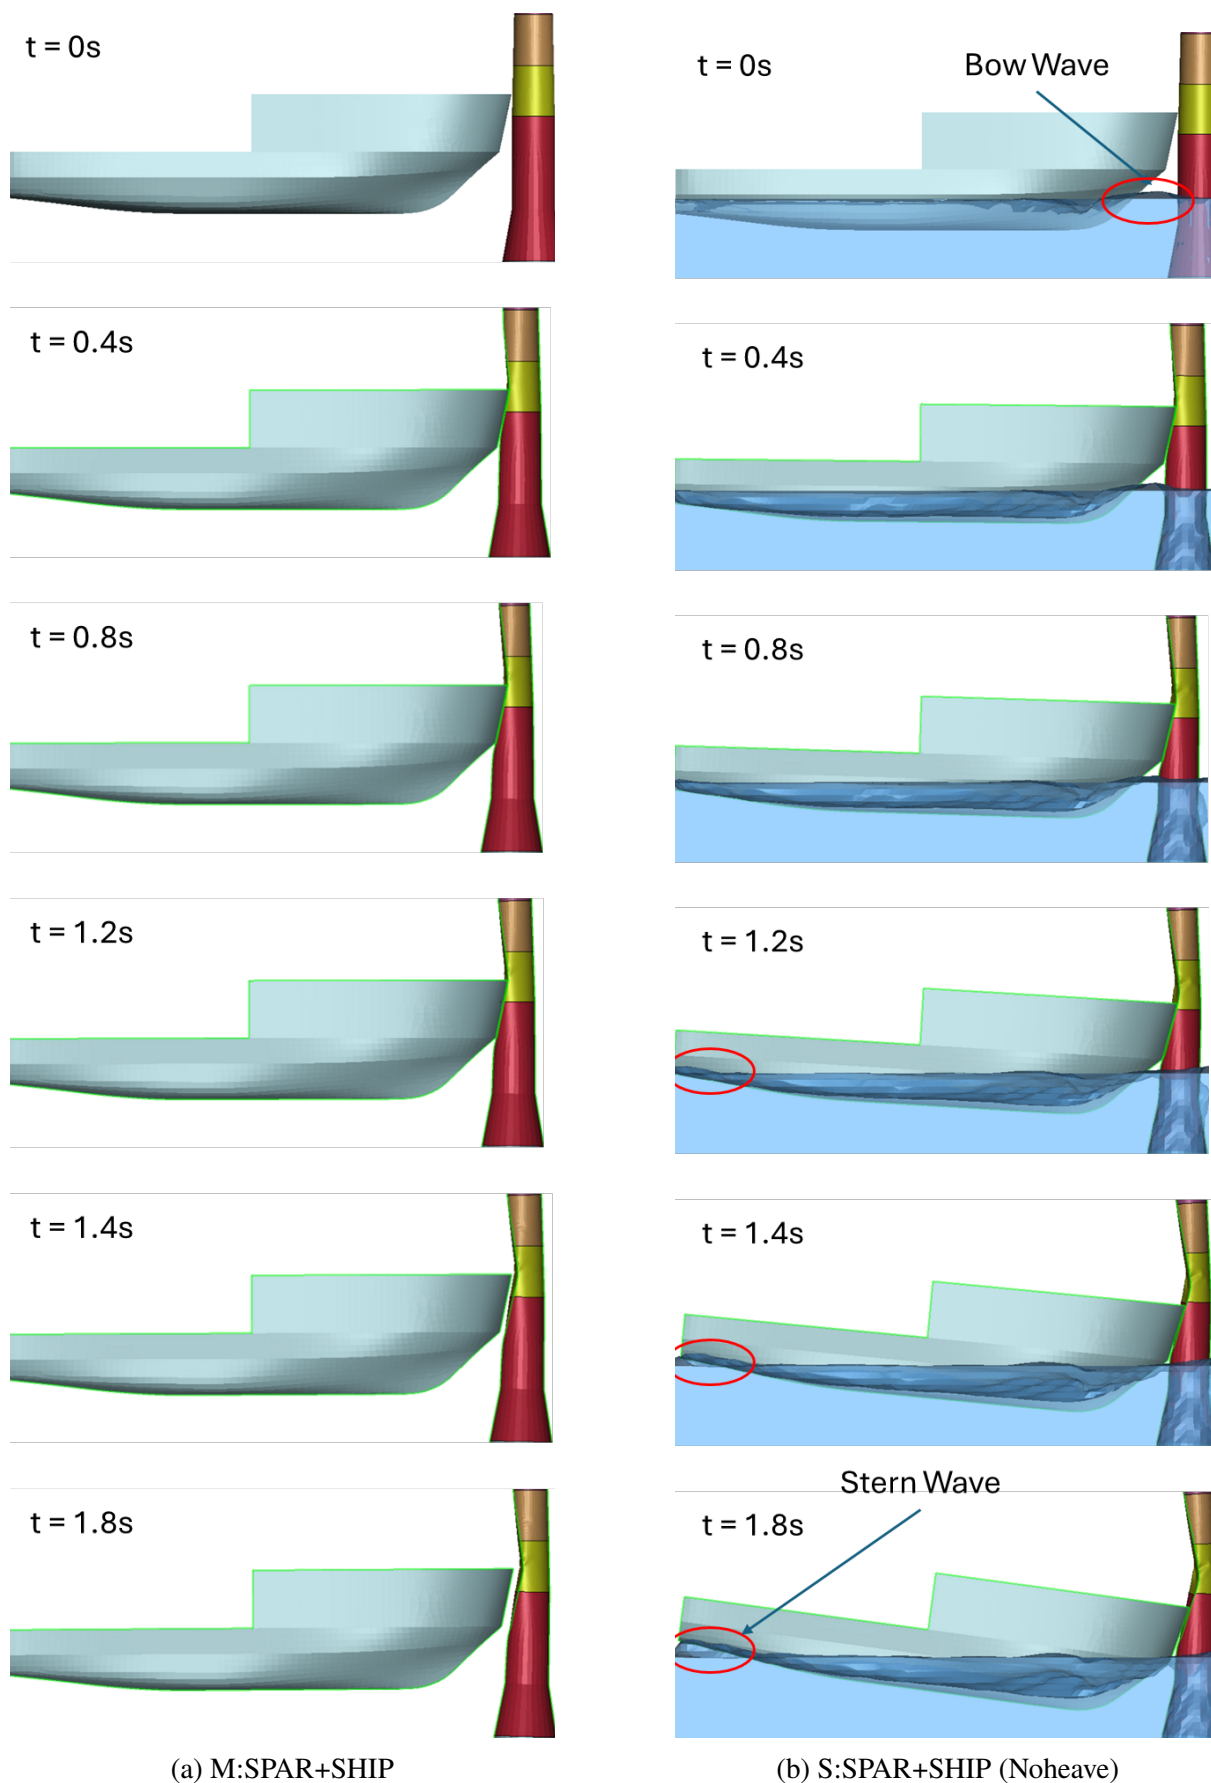 t = 0s
t = 0.4s
t = 0.8s
t = 1.2s
t = 1.4s
t = 1.8s
(a) M:SPAR+SHIP
t = 0s
Bow Wave
t = 0.4s
t = 0.8s
t = 1.2s
t = 1.4s
Stern Wave
t = 1.8s
(b) S:SPAR+SHIP (Noheave)